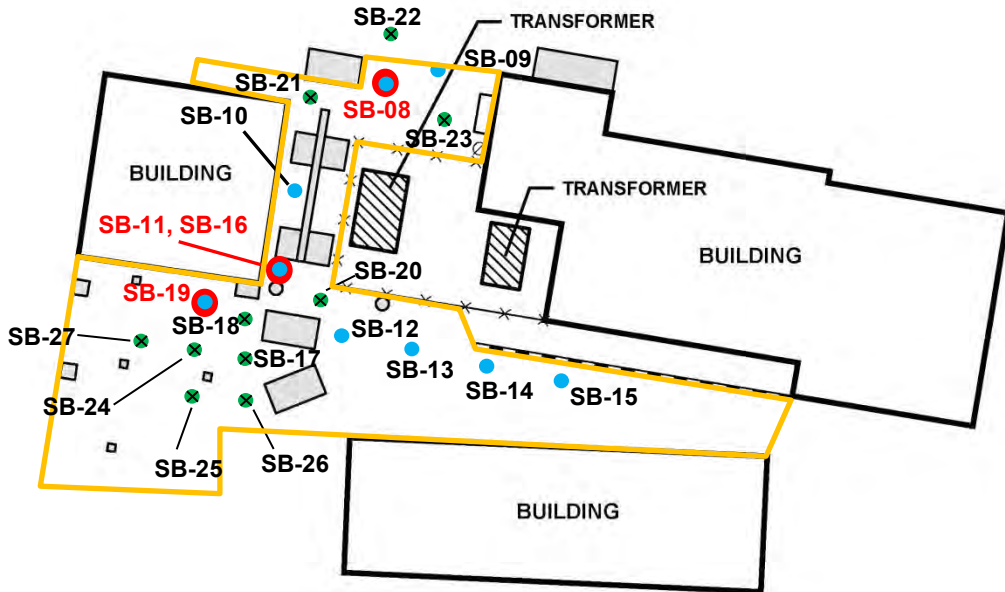 SB-22
TRANSFORMER
SB-09
SB-21
SB-08
SB-10
SB-23
BUILDING
TRANSFORMER
SB-11, SB-16
BUILDING
SB-20
SB-19
SB-18
SB-12
SB-27
SB-17
SB-13
SB-14
SB-15
SB-24
SB-25
SB-26
BUILDING